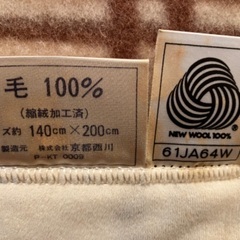 毛 100%
(縮絨加工済)
ズ約 140cm×200cm
製造元 株式会社 京都西川
P-KT 0009
NEW WOOL 100%
61JA64W